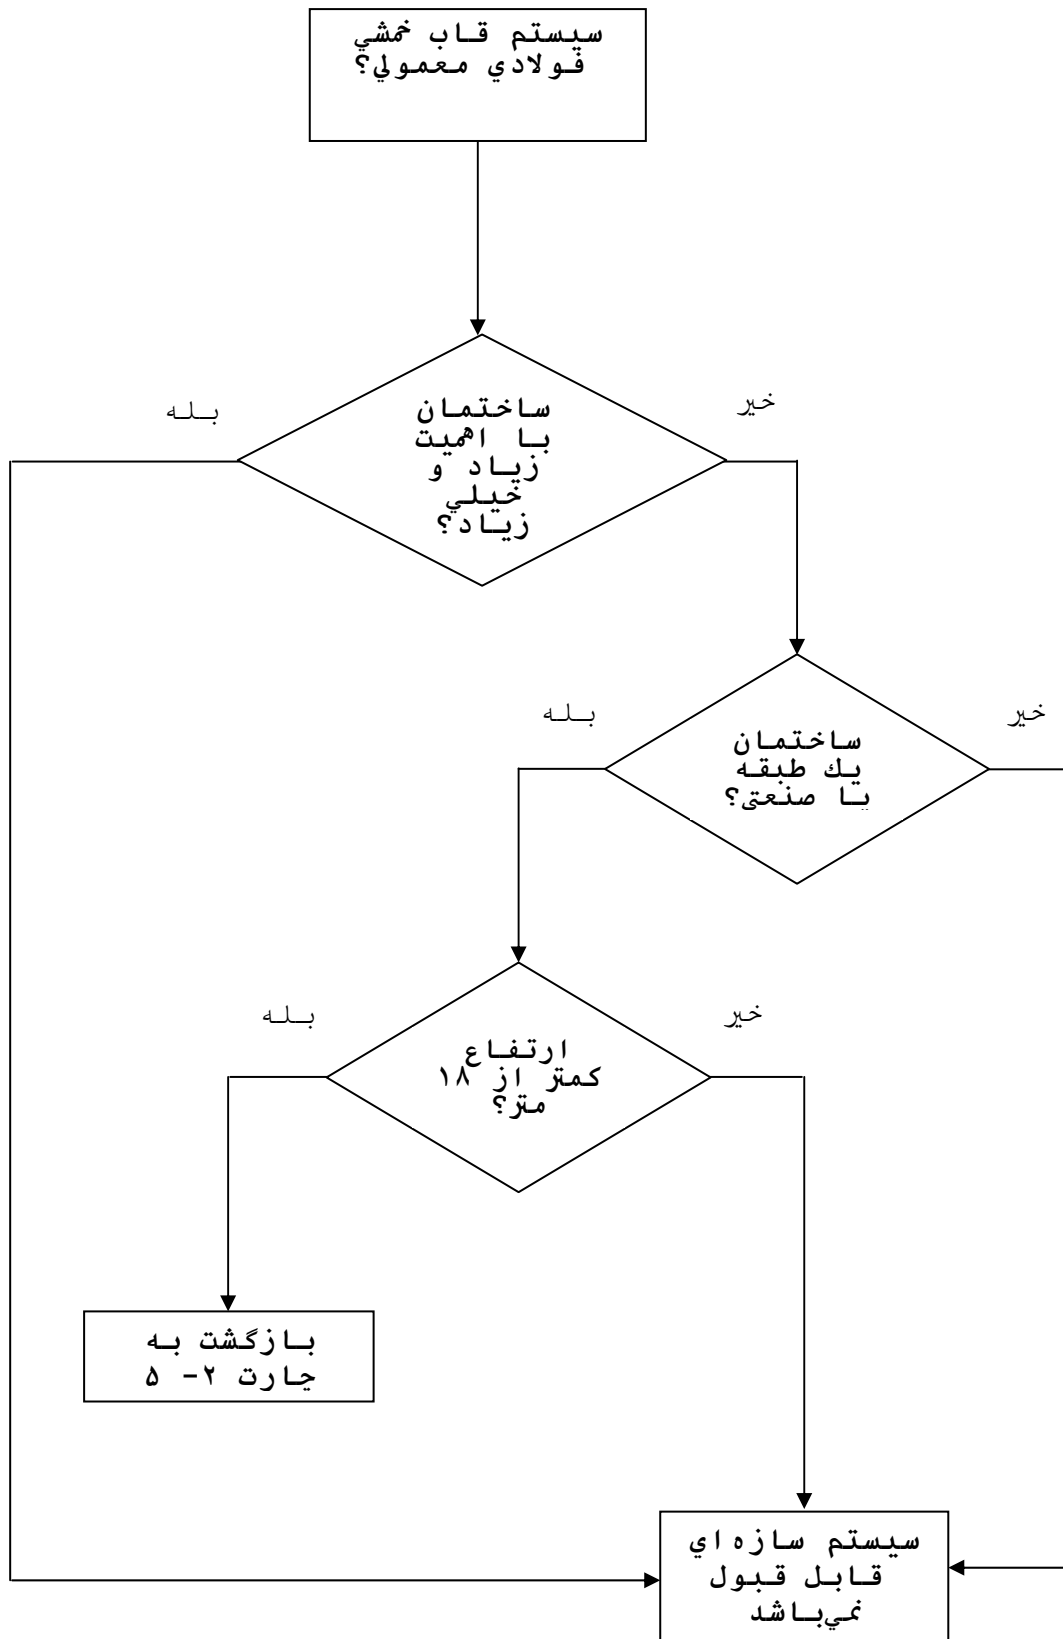 سيستم قاب خمشي
فولادي معمولي؟
بله
خير
ساختمان
با اهميت
زياد و
خيلي
زياد؟
بله
خير
ساختمان
يك طبقه
يا صنعتي؟
بله
خير
ارتفاع
كمتر از ۱۸
متر؟
بازگشت به
چارت ۲- ۵
سيستم سازه اي
قابل قبول
نمي‌باشد